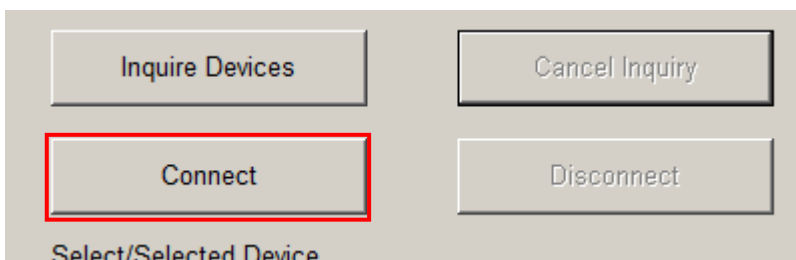 Inquire Devices
Cancel Inquiry
Connect
Disconnect
Select/Selected Device